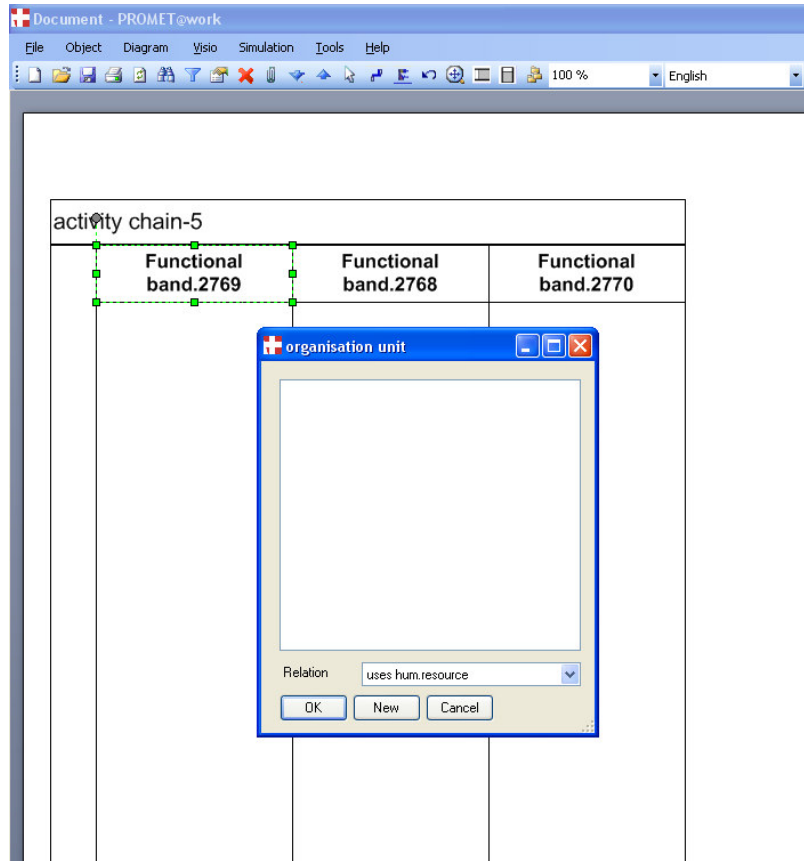 Document - PROMET@work
File Object Diagram Visio Simulation Tools Help
100 % English
activity chain-5
Functional
band.2769
Functional
band.2768
Functional
band.2770
organisation unit
Relation uses hum.resource
OK New Cancel